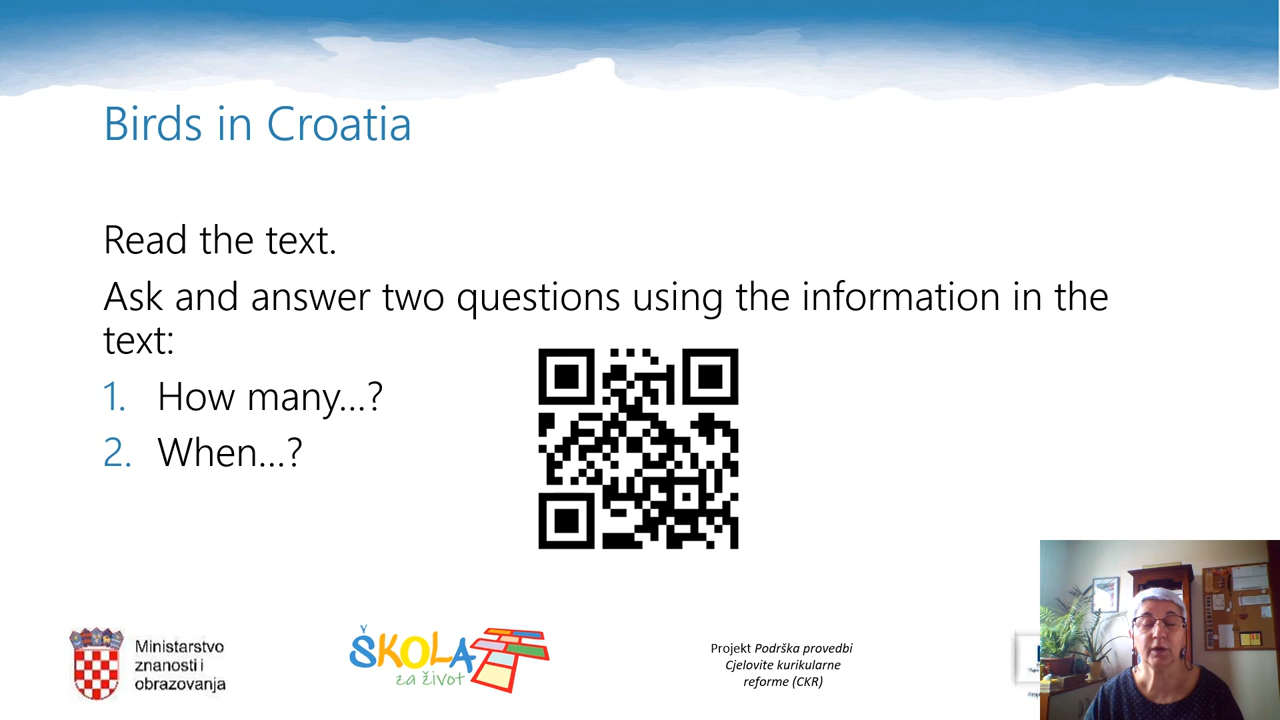 Birds in Croatia
Read the text.
Ask and answer two questions using the information in the
text:
1. How many...?
2. When...?
Ministarstvo
znanosti i
obrazovanja
ŠKOLA
za život
Projekt Podrška provedbi
Cjelovite kurikularne
reforme (CKR)